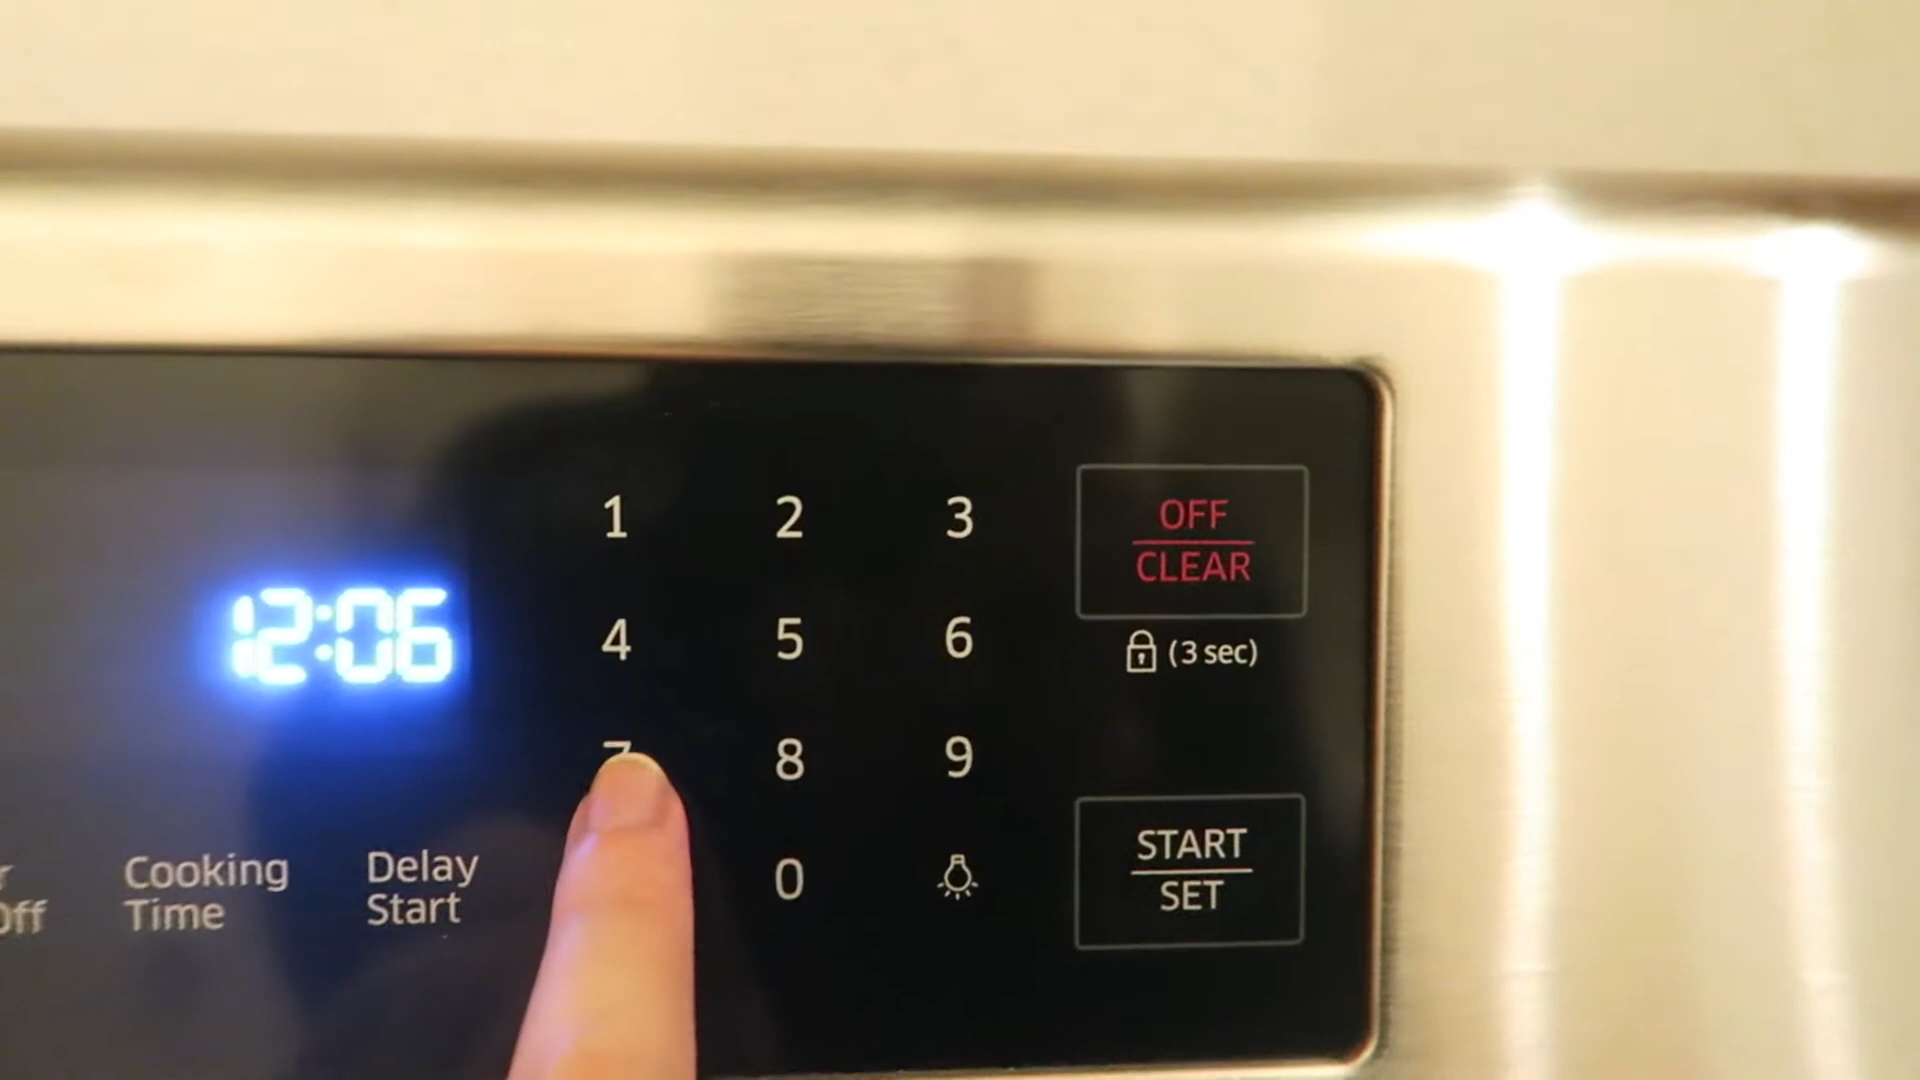 12:06
1 2 3
OFF
CLEAR
4 5 6
(3 sec)
7 8 9
Cooking
Time
Delay
Start
0
START
SET